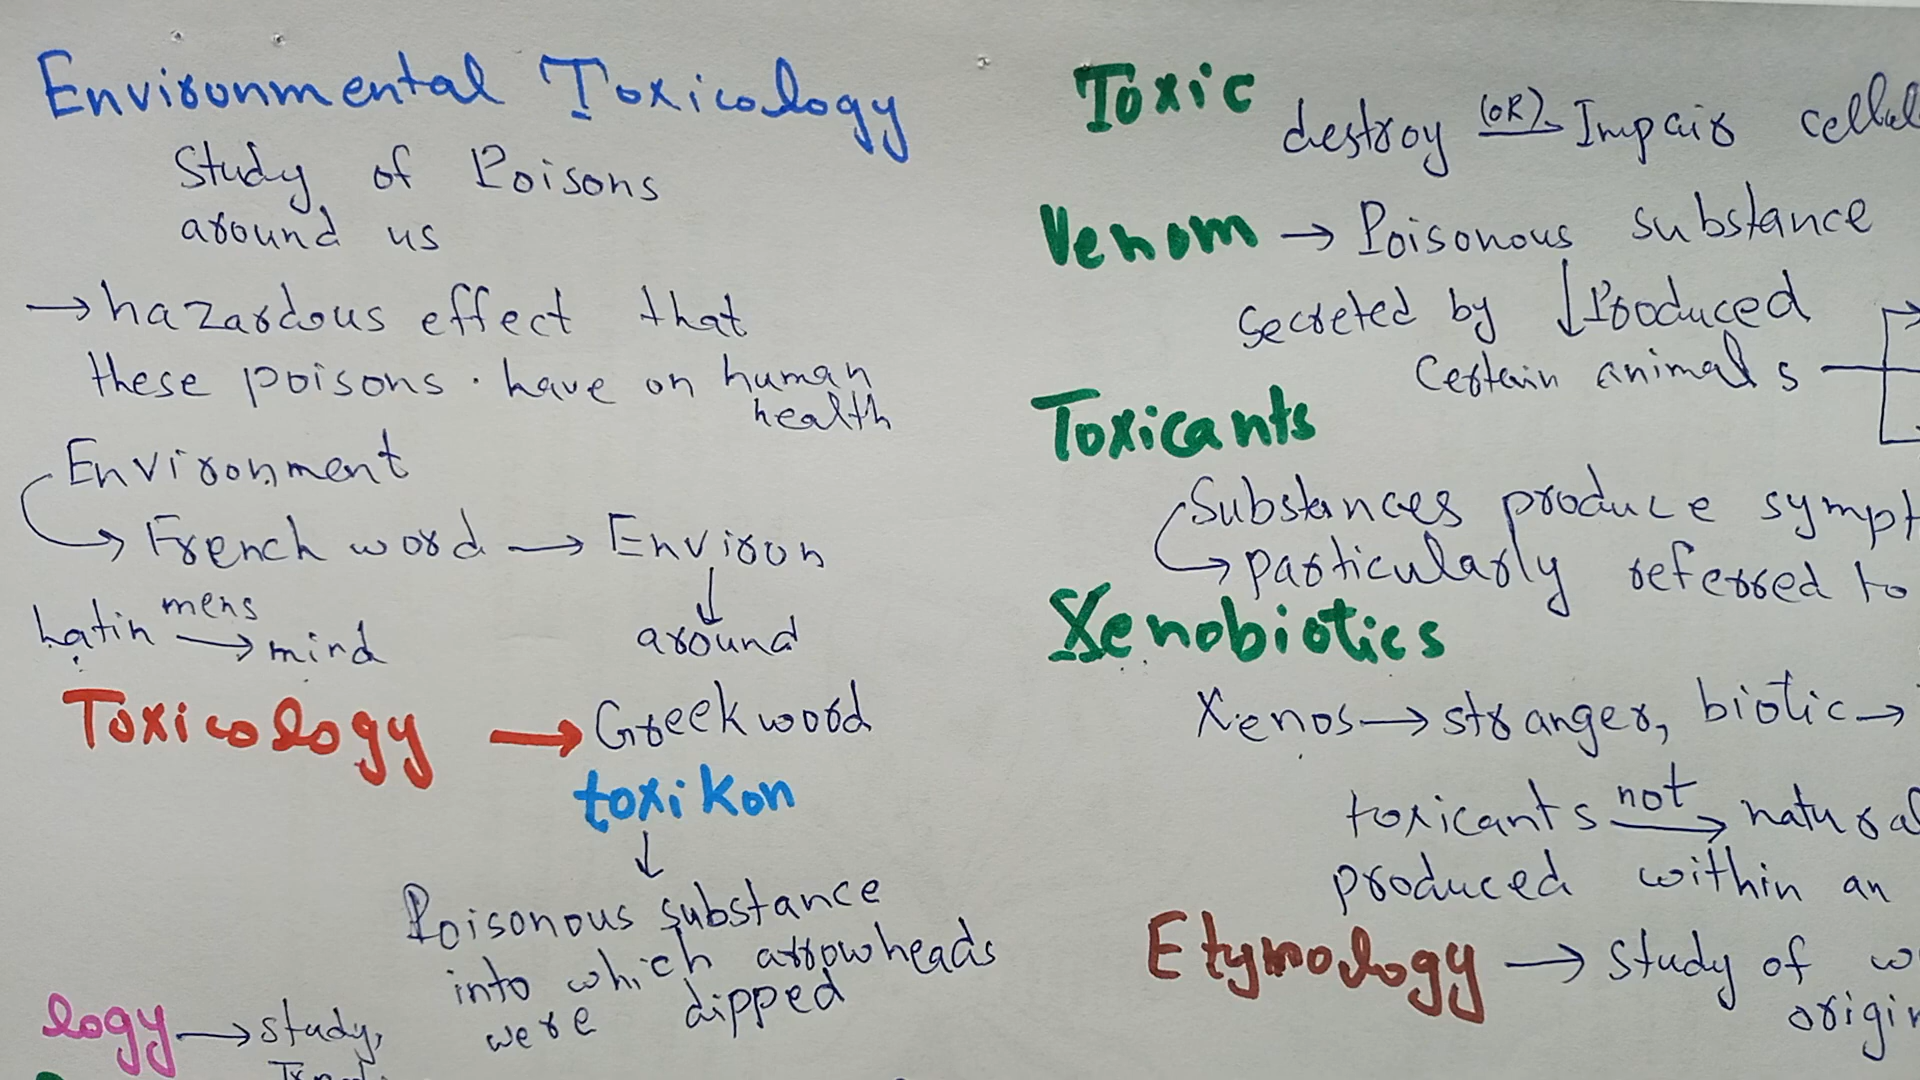 Environmental Toxicology
Study of Poisons
around us
→ hazardous effect that
these poisons have on human
health
Environment
→ French word → Environ
↓
around
Latin mens → mind
Toxicology → Greek word
toxikon
↓
Poisonous substance
into which arrowheads
were dipped
logy → study,
Toxic
destroy (OR) Impair
Venom → Poisonous substance
secreted by ↓ Produced
Certain animals
Toxicants
Substances produce
→ particularly referred to
Xenobiotics
Xenos → stranger, biotic →
toxicants not →
produced within an
Etymology → Study of